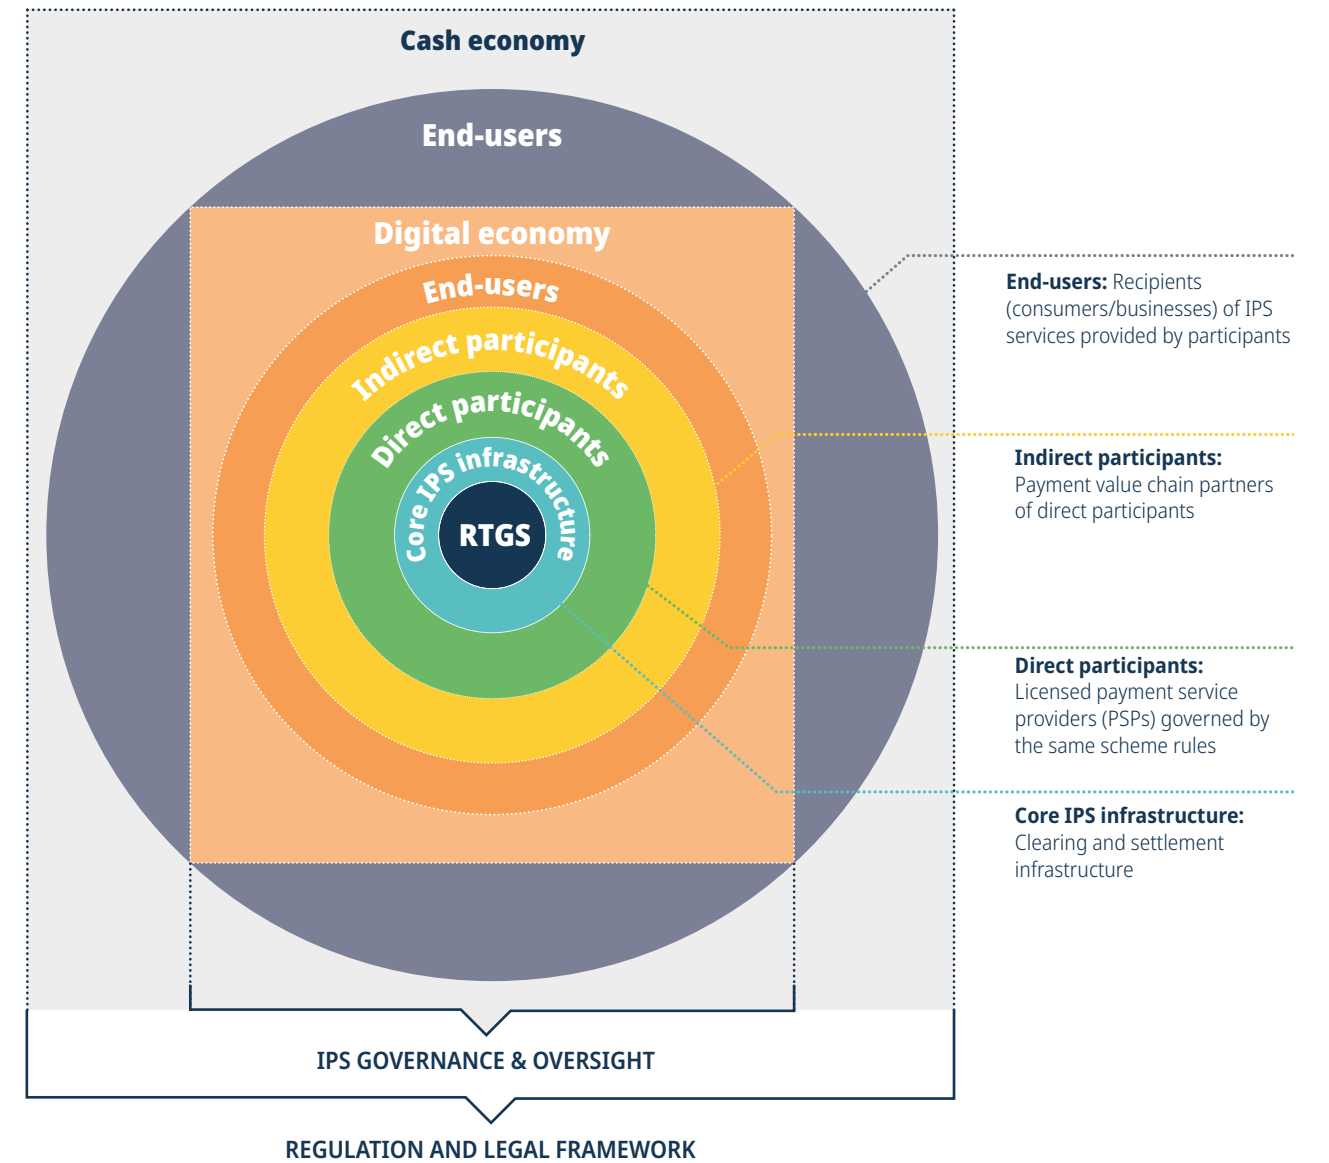 Cash economy
End-users
Digital economy
End-users
Indirect participants
Direct participants
Core IPS infrastructure
RTGS
End-users: Recipients
(consumers/businesses) of IPS
services provided by participants
Indirect participants:
Payment value chain partners
of direct participants
Direct participants:
Licensed payment service
providers (PSPs) governed by
the same scheme rules
Core IPS infrastructure:
Clearing and settlement
infrastructure
IPS GOVERNANCE & OVERSIGHT
REGULATION AND LEGAL FRAMEWORK